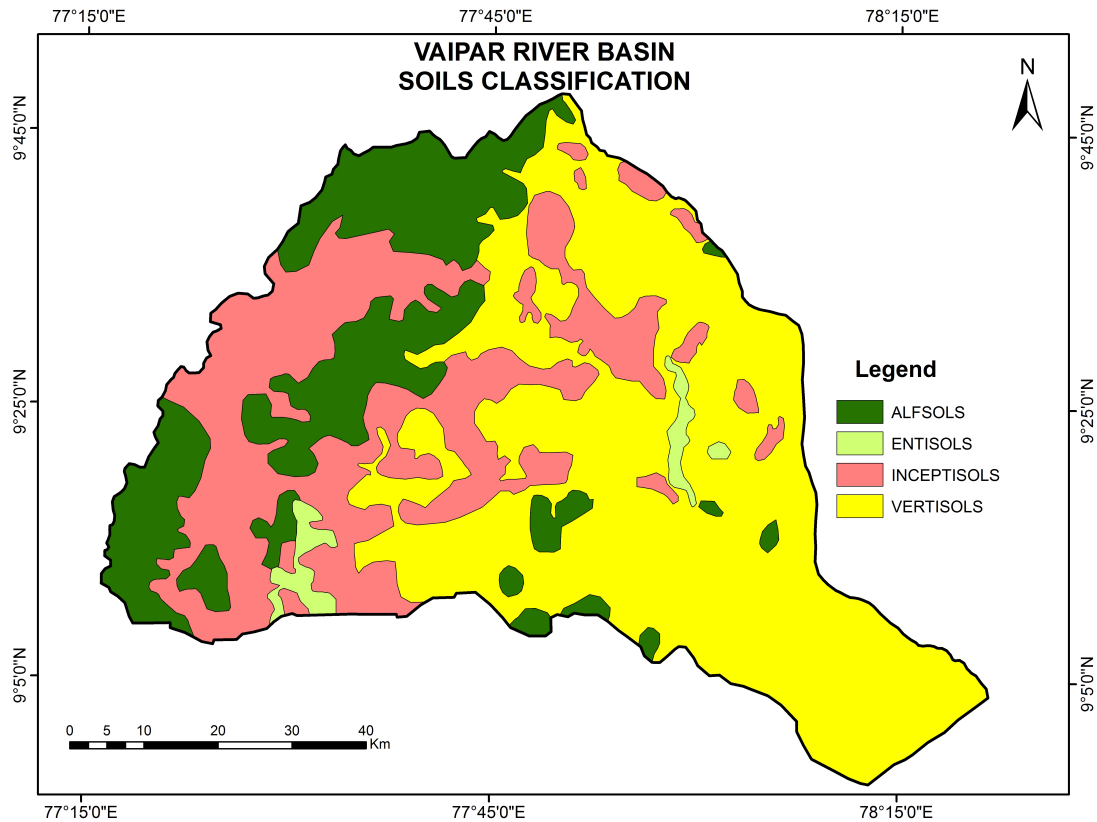 77°15'0"E 77°45'0"E 78°15'0"E
VAIPAR RIVER BASIN
SOILS CLASSIFICATION
N
9°45'0"N 9°45'0"N
9°25'0"N 9°25'0"N
Legend
ALFSOLS
ENTISOLS
INCEPTISOLS
VERTISOLS
9°5'0"N 9°5'0"N
0 5 10 20 30 40
Km
77°15'0"E 77°45'0"E 78°15'0"E